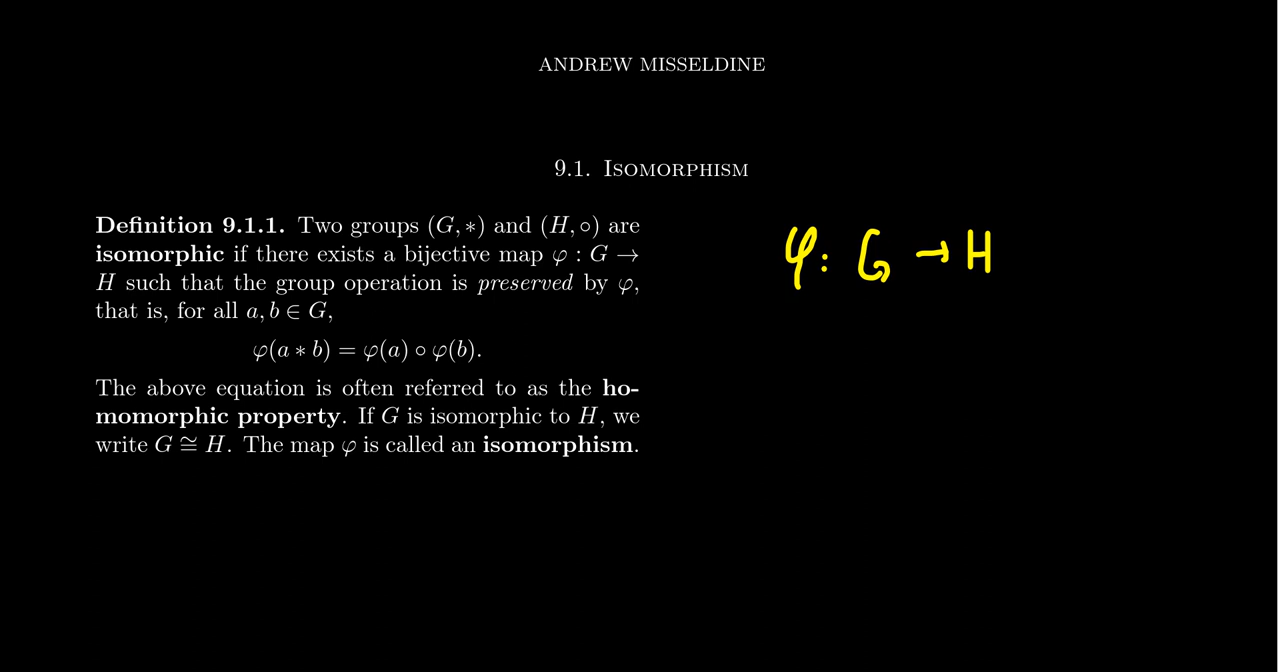 ANDREW MISSELDINE
9.1. Isomorphism
Definition 9.1.1. Two groups (G, ∗) and (H, ∘) are
isomorphic if there exists a bijective map φ : G →
H such that the group operation is preserved by φ,
that is, for all a, b ∈ G,
φ(a ∗ b) = φ(a) ∘ φ(b).
The above equation is often referred to as the ho-
momorphic property. If G is isomorphic to H, we
write G ≅ H. The map φ is called an isomorphism.
φ: G → H